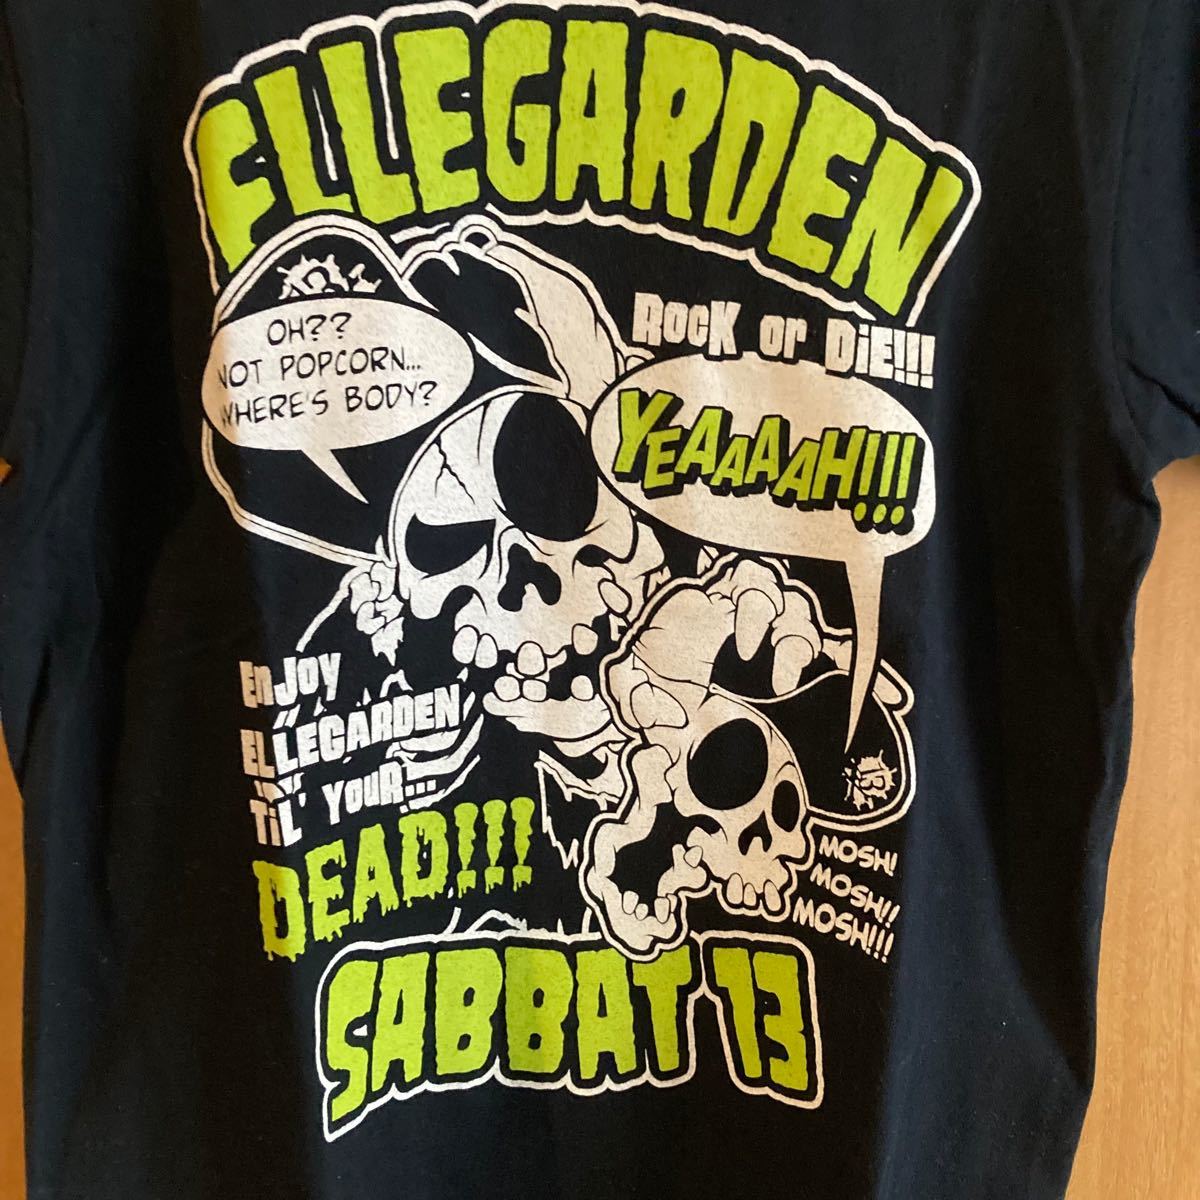 ELLEGARDEN
ROCK or DiE!!!
OH??
NOT POPCORN...
WHERE'S BODY?
YEAAAAH!!!
EnJOY
ELLEGARDEN
TiL' YOUR...
DEAD!!!
MOSH!
MOSH!!
MOSH!!!
SABBAT 13